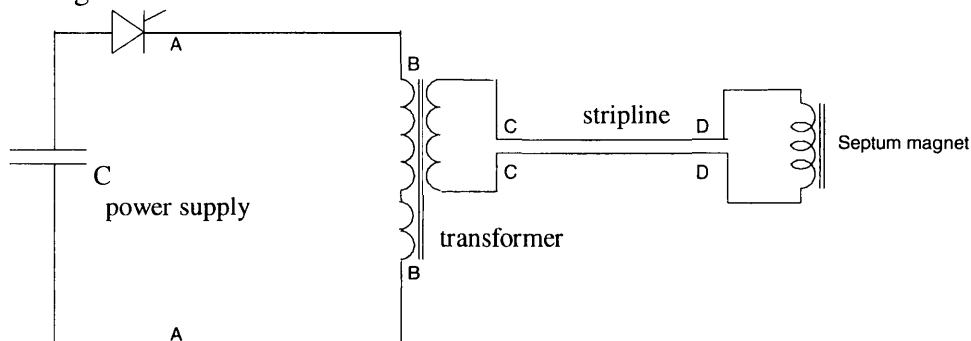 A
B
C
stripline
D
Septum magnet
C
power supply
C
D
transformer
B
A